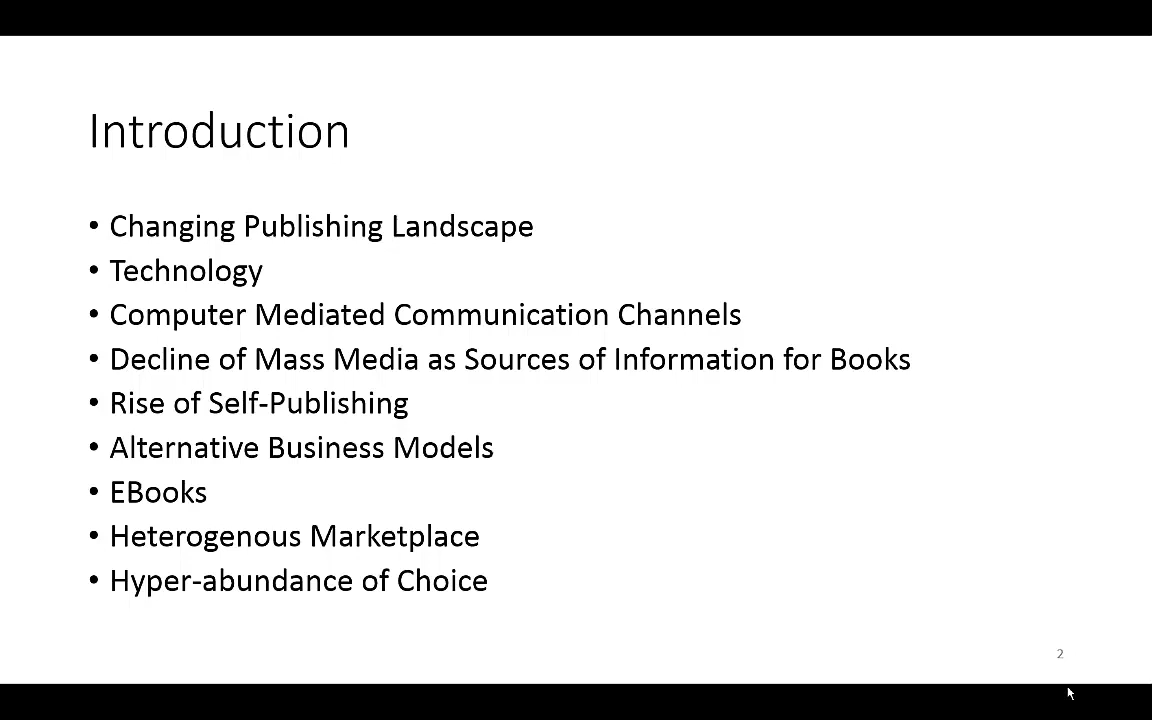 Introduction
• Changing Publishing Landscape
• Technology
• Computer Mediated Communication Channels
• Decline of Mass Media as Sources of Information for Books
• Rise of Self-Publishing
• Alternative Business Models
• EBooks
• Heterogenous Marketplace
• Hyper-abundance of Choice
2